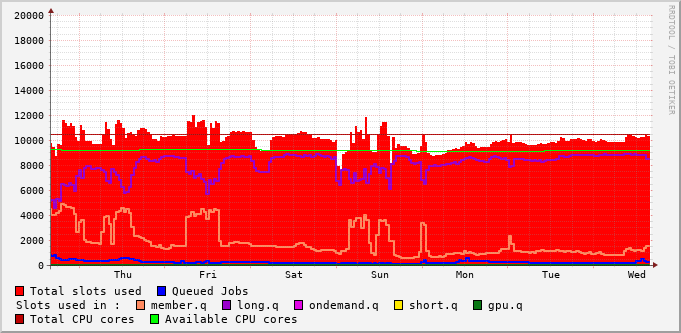 RRDTOOL / TOBI OETIKER
20000
18000
16000
14000
12000
10000
8000
6000
4000
2000
0
Thu Fri Sat Sun Mon Tue Wed
Total slots used Queued Jobs
Slots used in : member.q long.q ondemand.q short.q gpu.q
Total CPU cores Available CPU cores